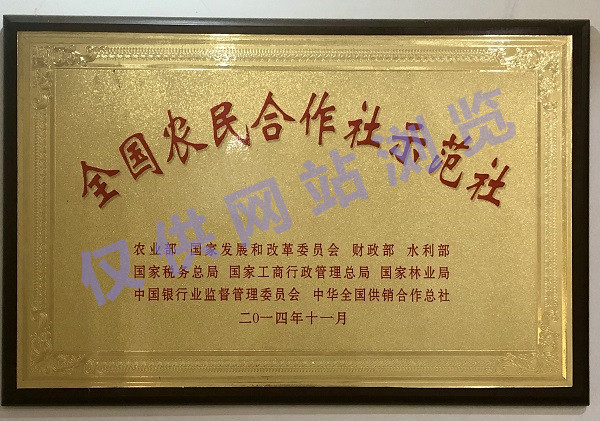 全国农民合作社示范社
农业部 国家发展和改革委员会 财政部 水利部
国家税务总局 国家工商行政管理总局 国家林业局
中国银行业监督管理委员会 中华全国供销合作总社
二〇一四年十一月
仅供网站浏览